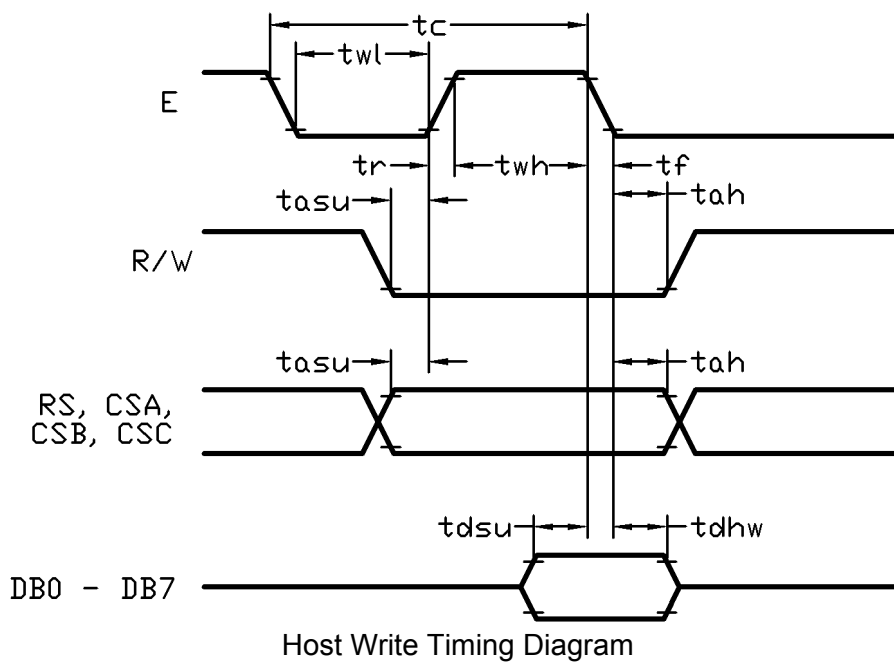 tc
twl
E
tr
twh
tf
tasu
tah
R/W
tasu
tah
RS, CSA,
CSB, CSC
tdsu
tdhw
DB0 - DB7
Host Write Timing Diagram